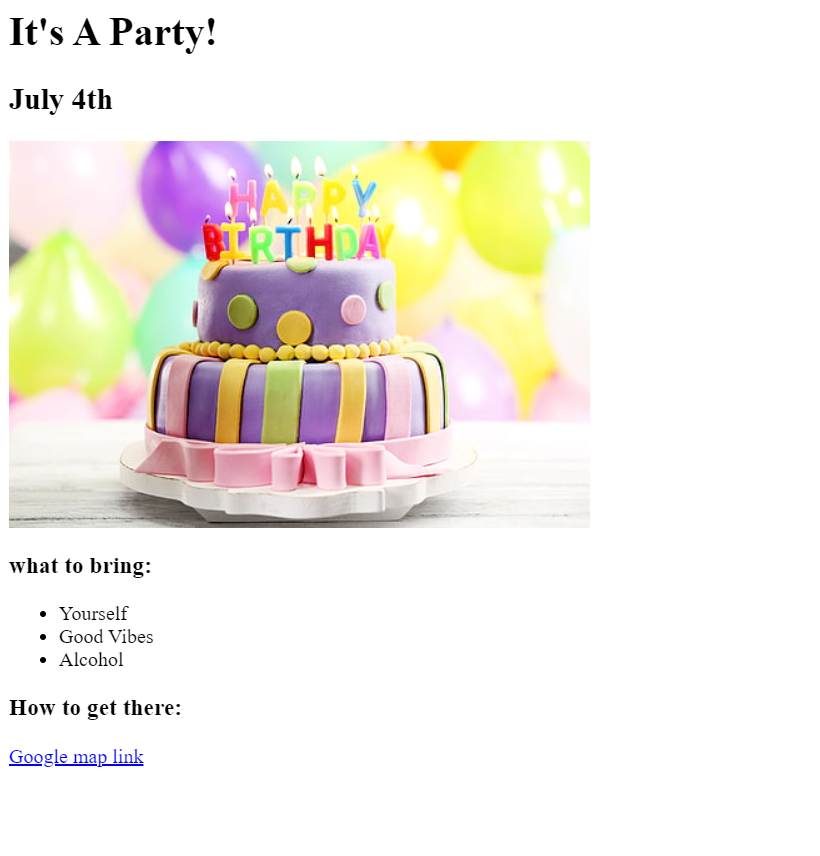 It's A Party!
July 4th
HAPPY
BIRTHDAY
what to bring:
Yourself
Good Vibes
Alcohol
How to get there:
Google map link